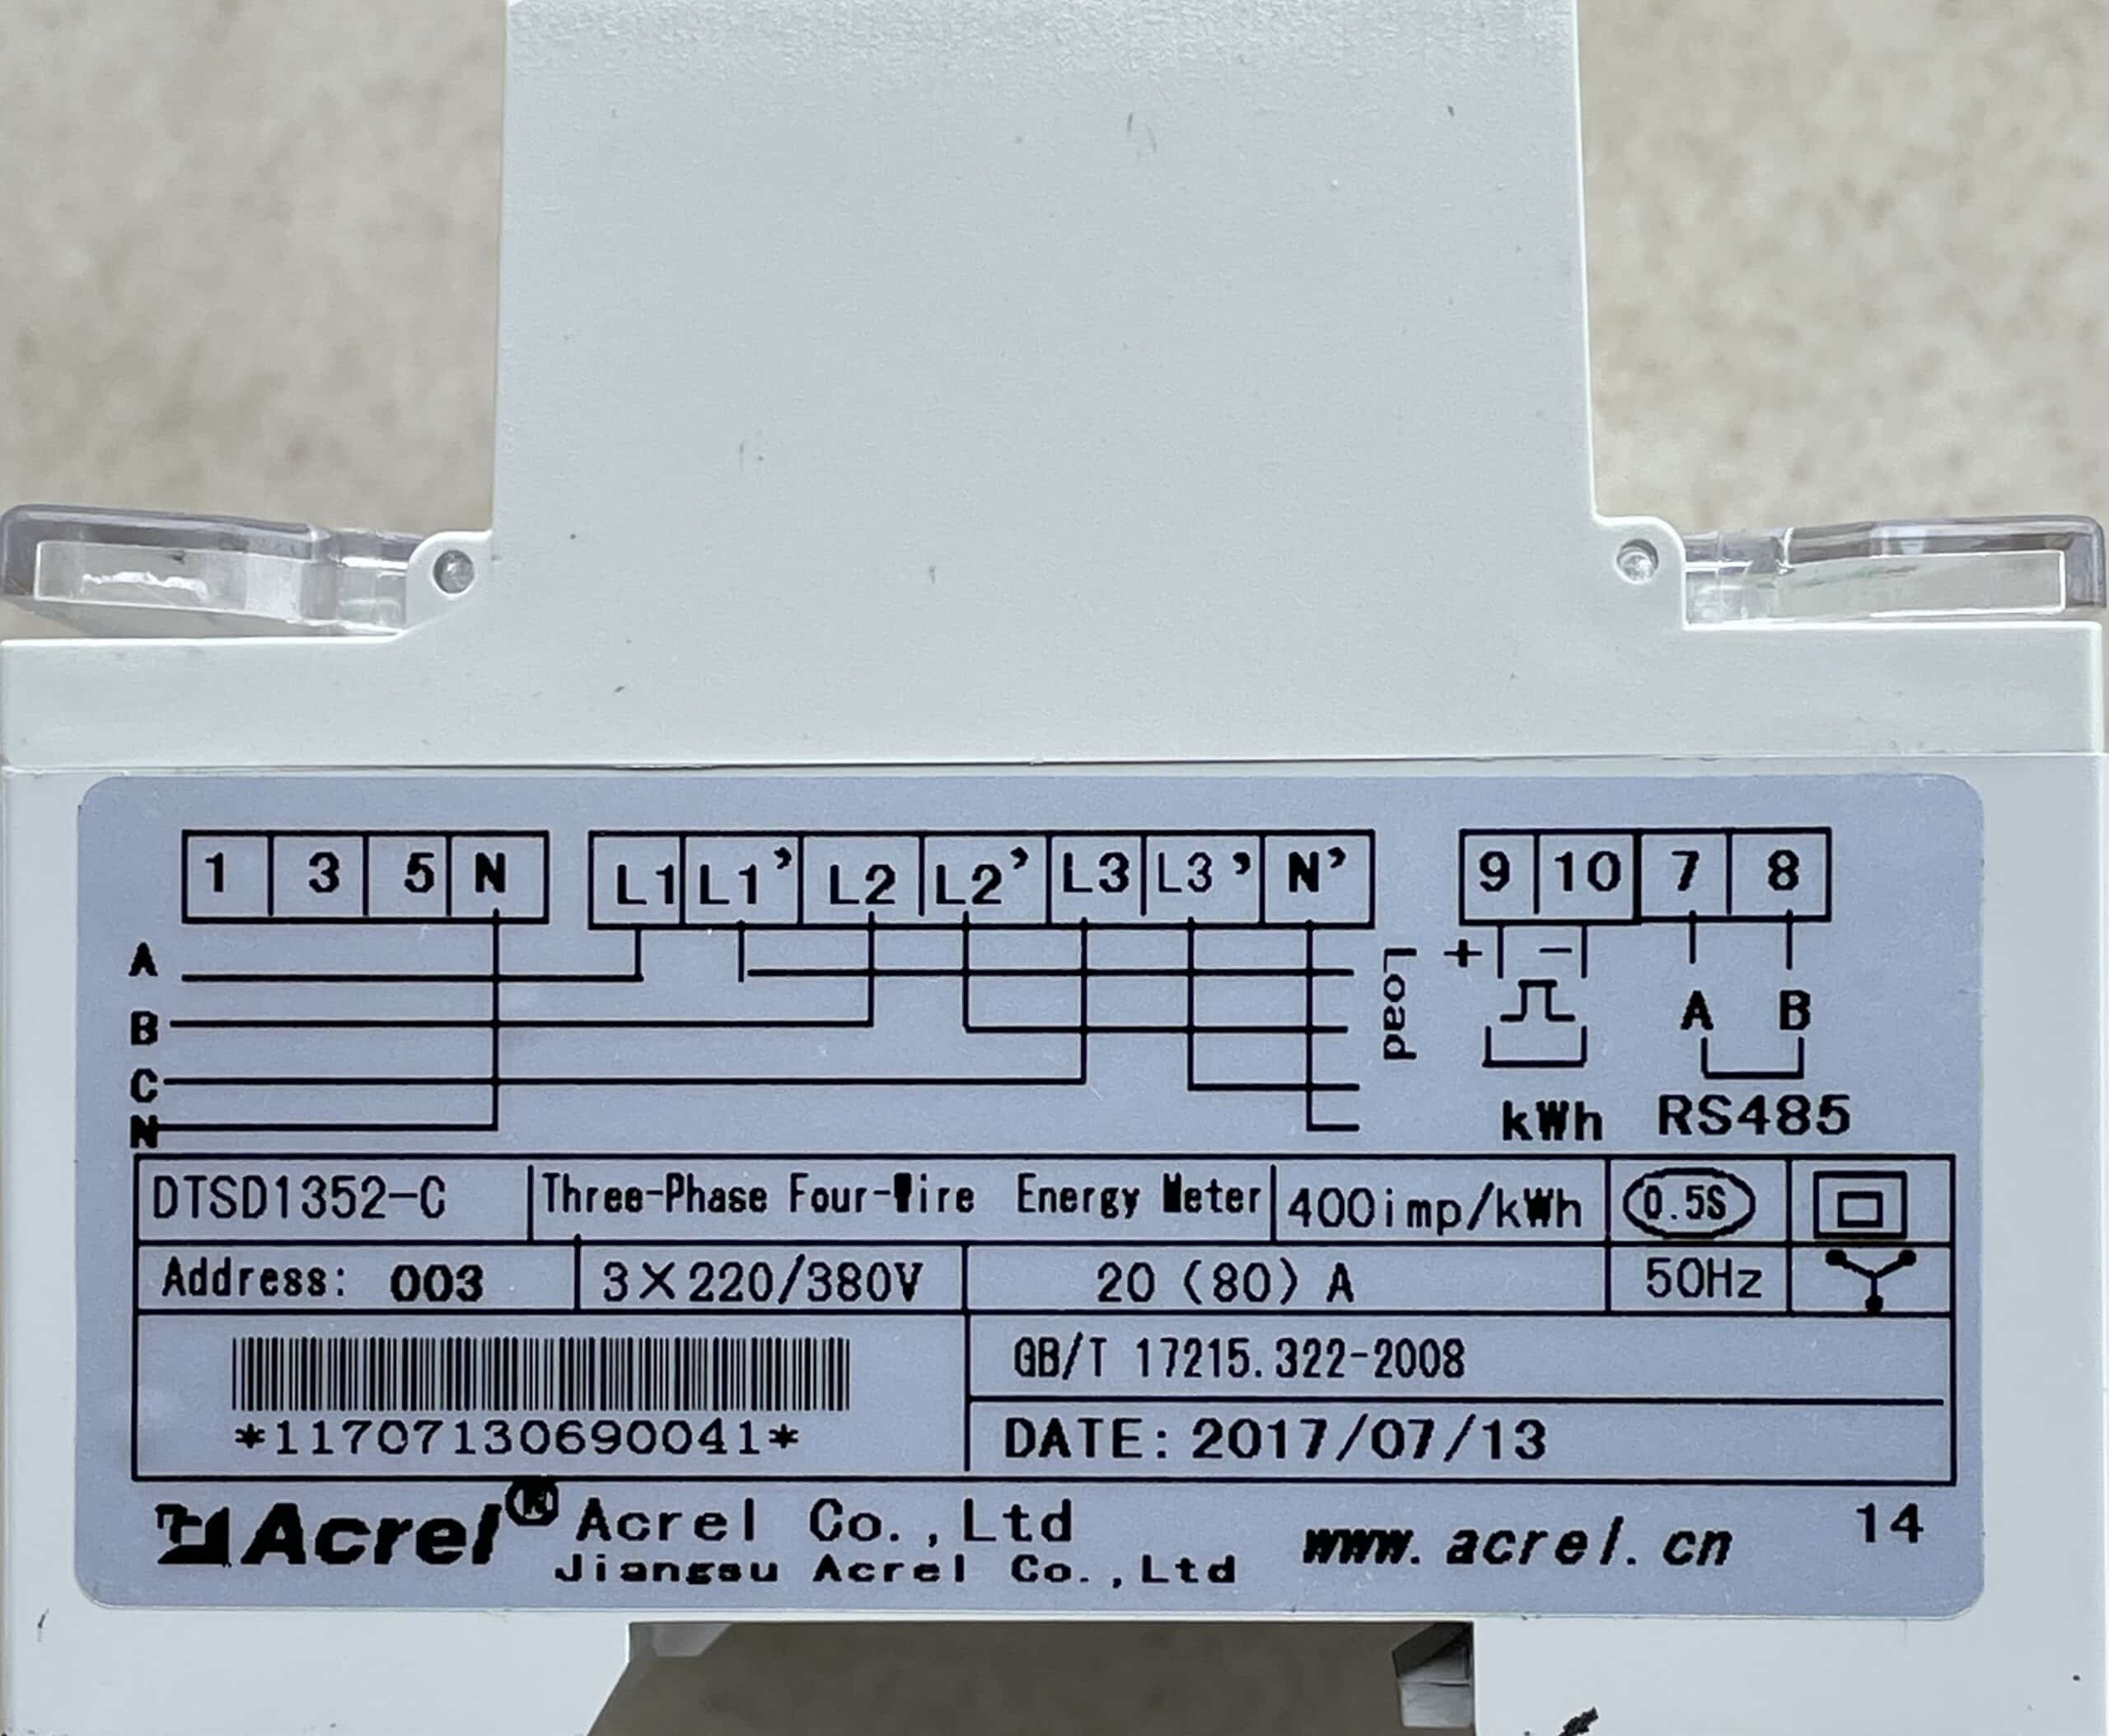 1 3 5 N L1 L1’ L2 L2’ L3 L3’ N’ 9 10 7 8
A
B
C
N
Load
+ −
A B
kWh RS485
DTSD1352-C Three-Phase Four-Wire Energy Meter 400imp/kWh 0.5S
Address: 003 3×220/380V 20 (80) A 50Hz
GB/T 17215.322-2008
*11707130690041*
DATE: 2017/07/13
Acrel® Acrel Co.,Ltd
Jiangsu Acrel Co.,Ltd
www.acrel.cn
14